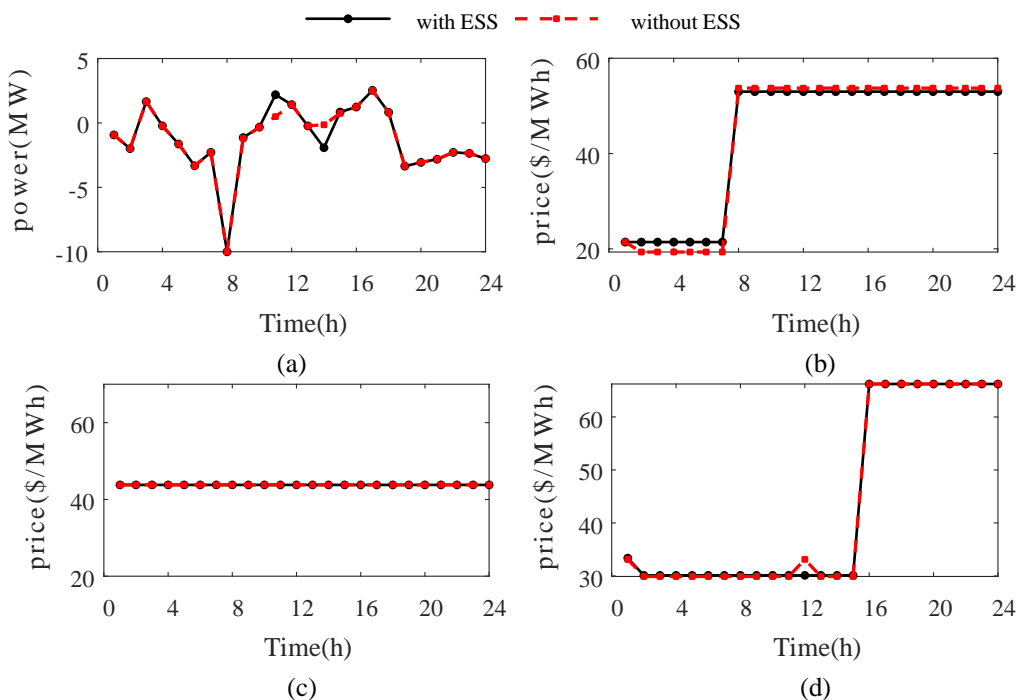 with ESS without ESS
power(MW)
5
0
-5
-10
0 4 8 12 16 20 24
Time(h)
(a)
price($/MWh)
60
40
20
0 4 8 12 16 20 24
Time(h)
(b)
price($/MWh)
60
40
20
0 4 8 12 16 20 24
Time(h)
(c)
price($/MWh)
60
50
40
30
0 4 8 12 16 20 24
Time(h)
(d)